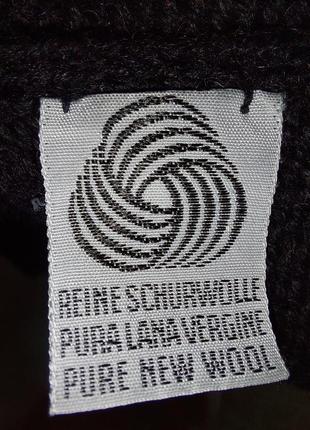 REINE SCHURWOLLE
PURA LANA VERGINE
PURE NEW WOOL